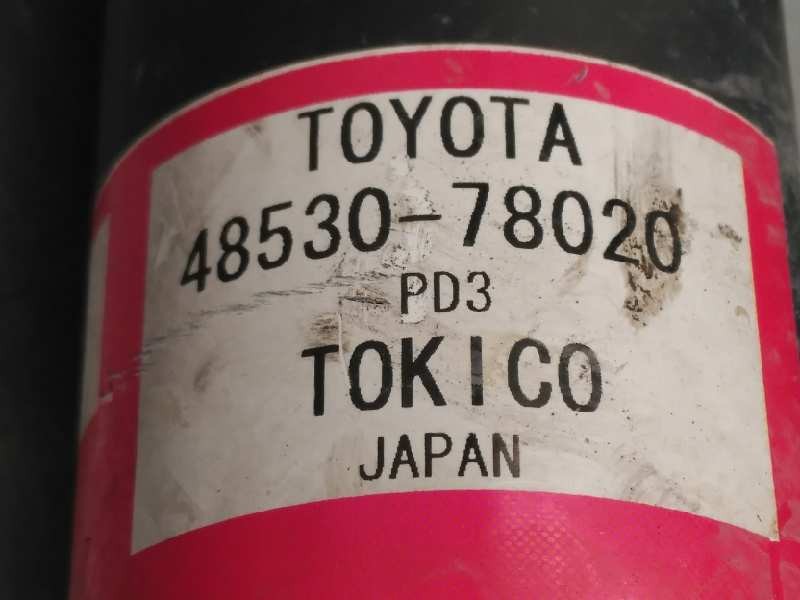 TOYOTA
48530-78020
PD3
TOKICO
JAPAN